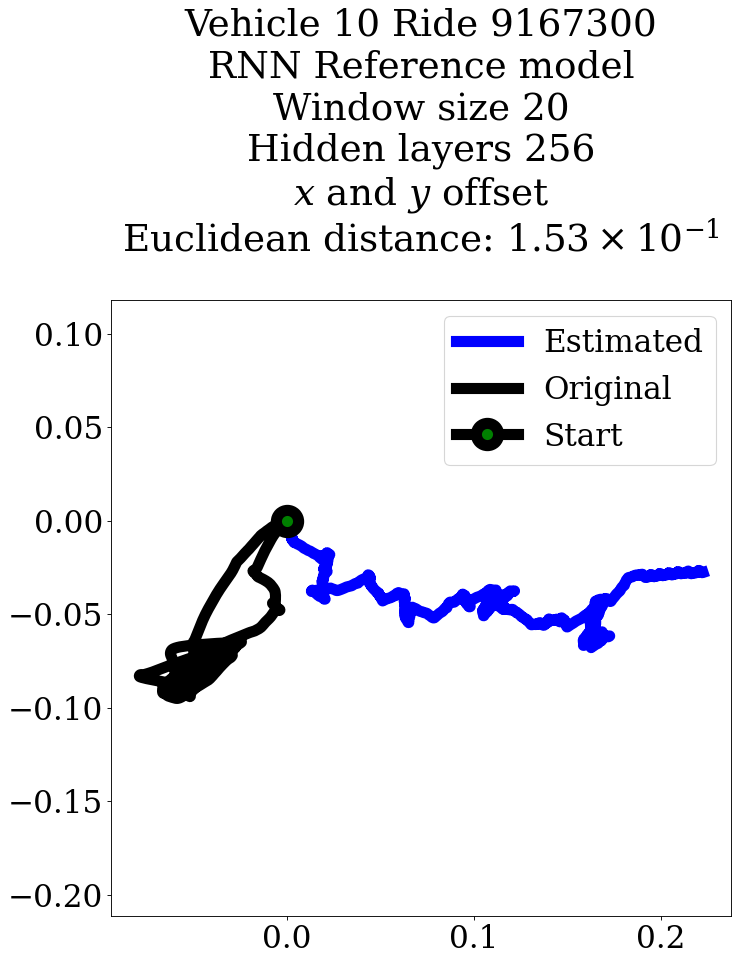 Vehicle 10 Ride 9167300
RNN Reference model
Window size 20
Hidden layers 256
x and y offset
Euclidean distance: 1.53 × 10⁻¹
Estimated
Original
Start
0.10
0.05
0.00
−0.05
−0.10
−0.15
−0.20
0.0 0.1 0.2